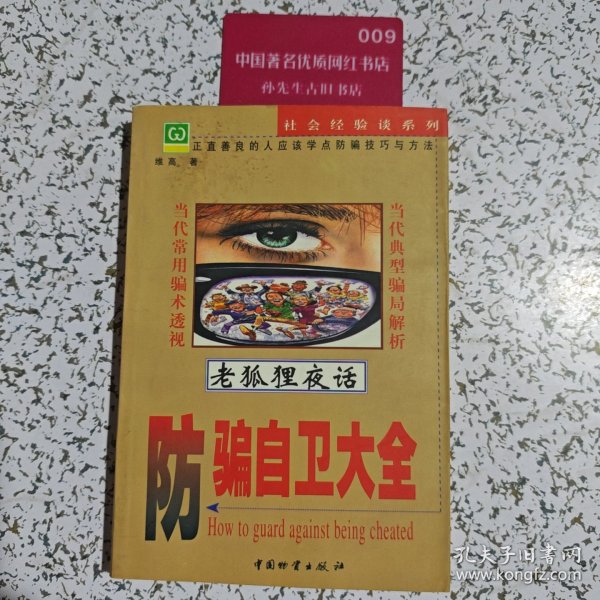 009
中国著名优质网红书店
孙先生古旧书店
社会经验谈系列
正直善良的人应该学点防骗技巧与方法
维高 著
当代常用骗术透视
当代典型骗局解析
老狐狸夜话
防骗自卫大全
How to guard against being cheated
中国物资出版社
孔夫子旧书网
www.kongfz.com